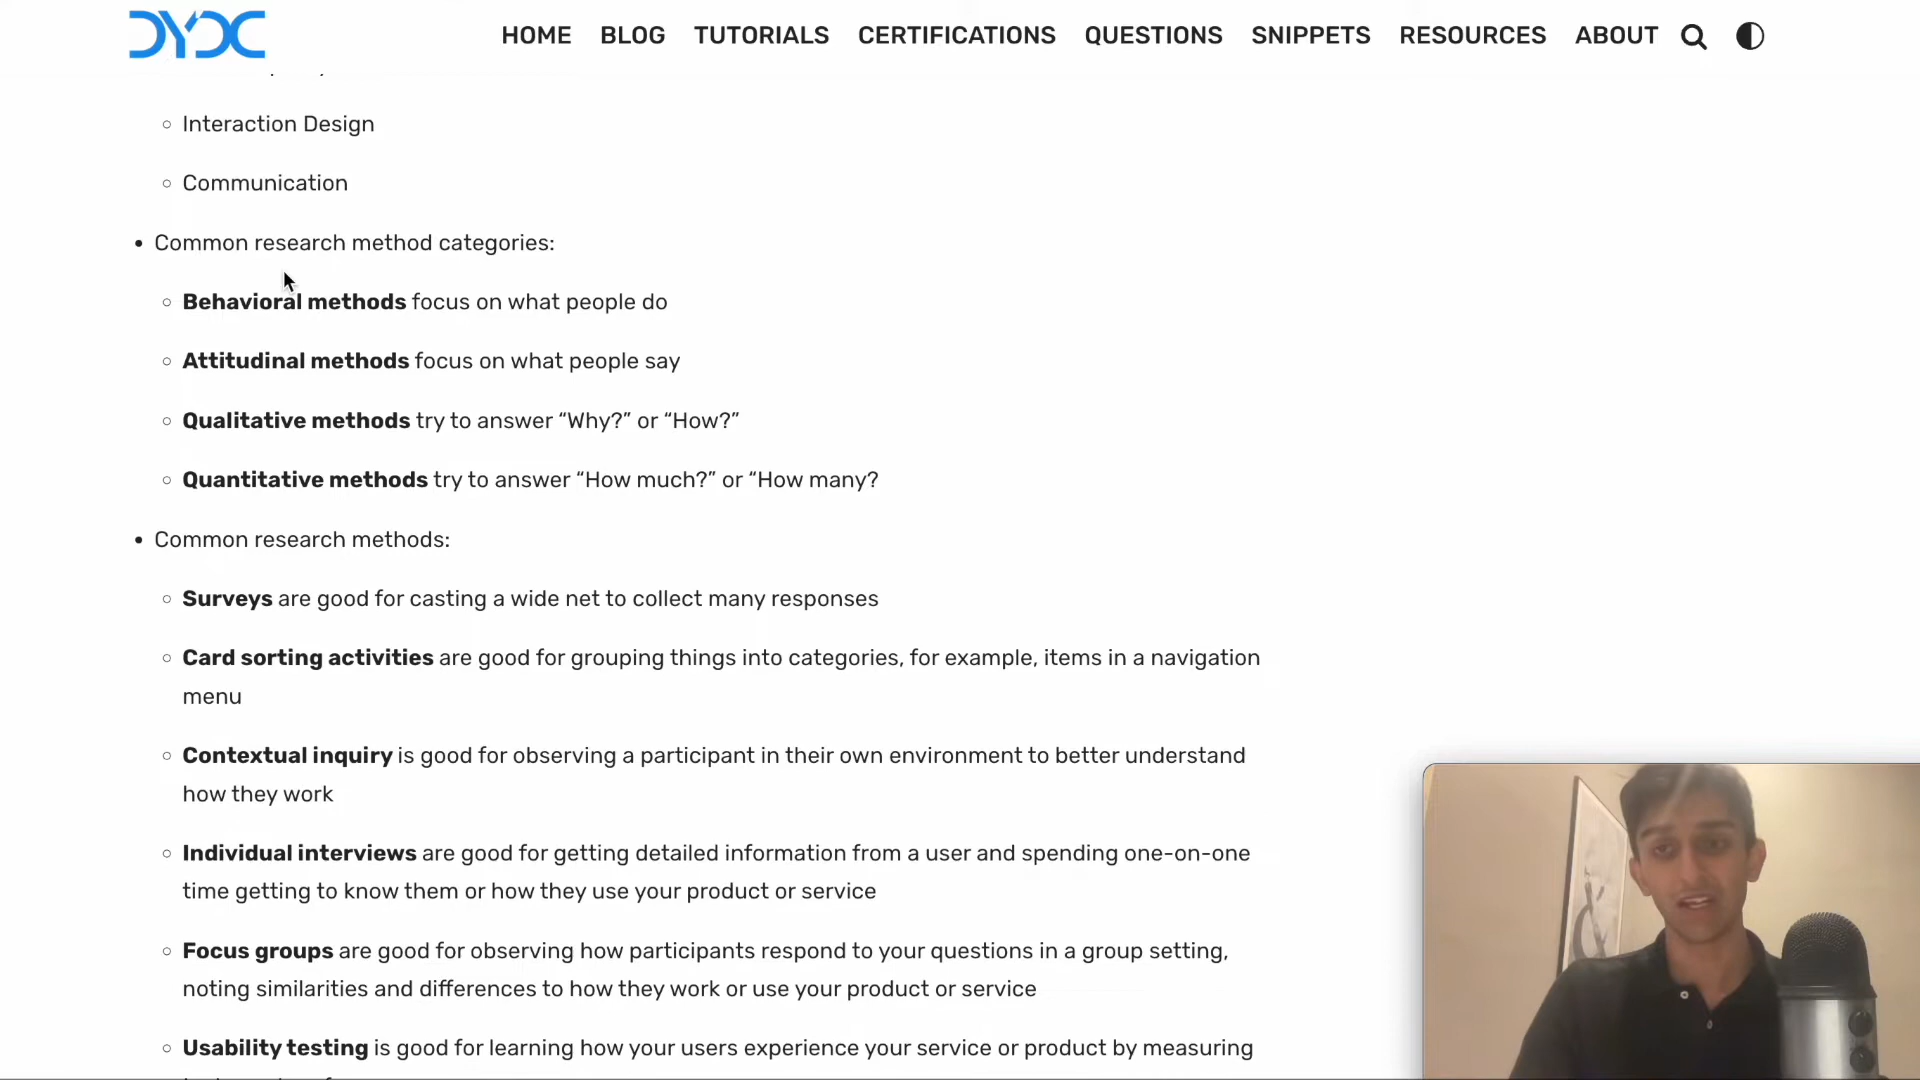 DYDC
HOME BLOG TUTORIALS CERTIFICATIONS QUESTIONS SNIPPETS RESOURCES ABOUT
Interaction Design
Communication
Common research method categories:
Behavioral methods focus on what people do
Attitudinal methods focus on what people say
Qualitative methods try to answer “Why?” or “How?”
Quantitative methods try to answer “How much?” or “How many?
Common research methods:
Surveys are good for casting a wide net to collect many responses
Card sorting activities are good for grouping things into categories, for example, items in a navigation
menu
Contextual inquiry is good for observing a participant in their own environment to better understand
how they work
Individual interviews are good for getting detailed information from a user and spending one-on-one
time getting to know them or how they use your product or service
Focus groups are good for observing how participants respond to your questions in a group setting,
noting similarities and differences to how they work or use your product or service
Usability testing is good for learning how your users experience your service or product by measuring